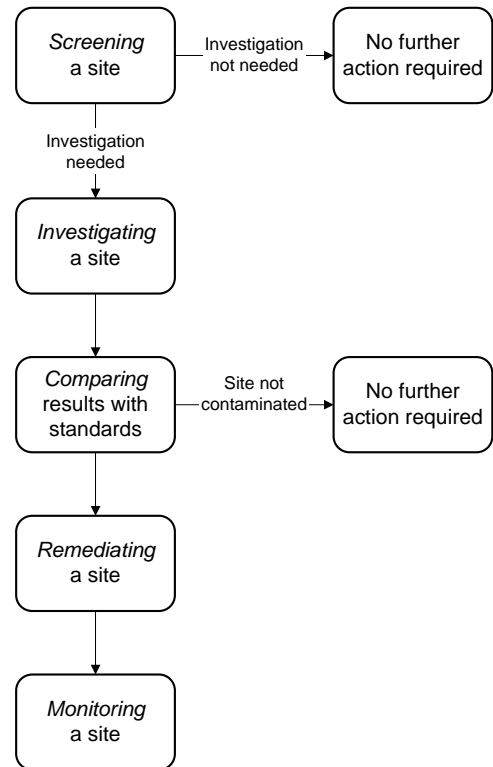 Screening
a site
Investigation
not needed
No further
action required
Investigation
needed
Investigating
a site
Comparing
results with
standards
Site not
contaminated
No further
action required
Remediating
a site
Monitoring
a site